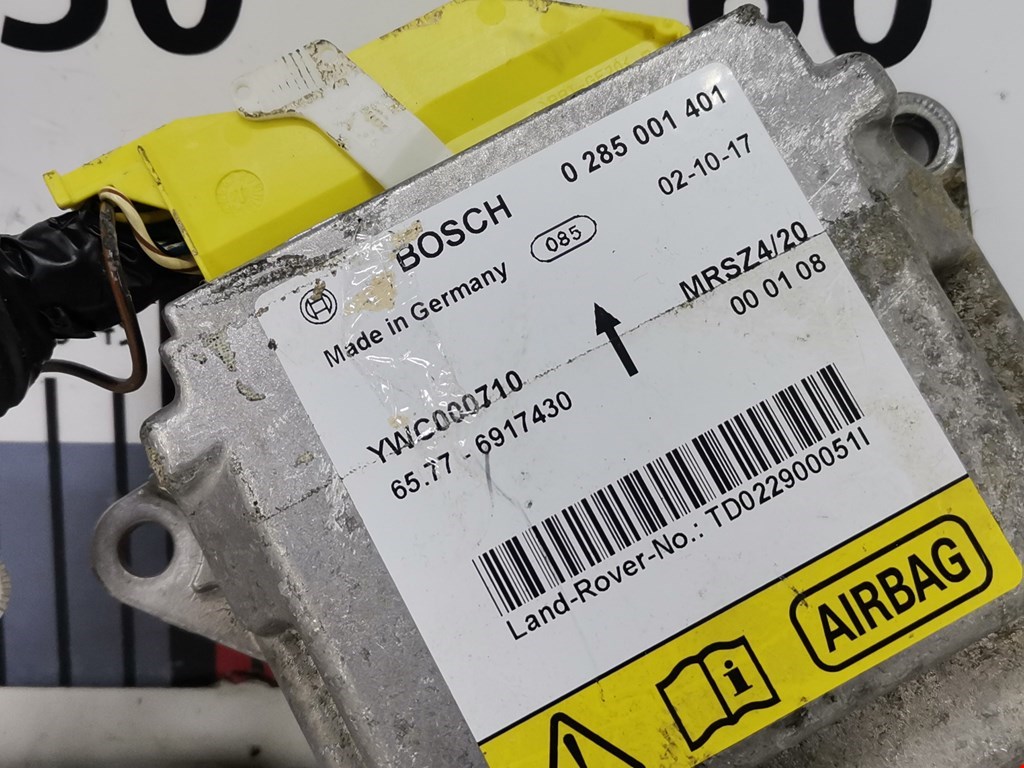 0 285 001 401
02-10-17
BOSCH
085
Made in Germany
MRSZ4/20
00 01 08
YWC000710
65.77 - 6917430
Land-Rover-No.: TD0229000511
AIRBAG